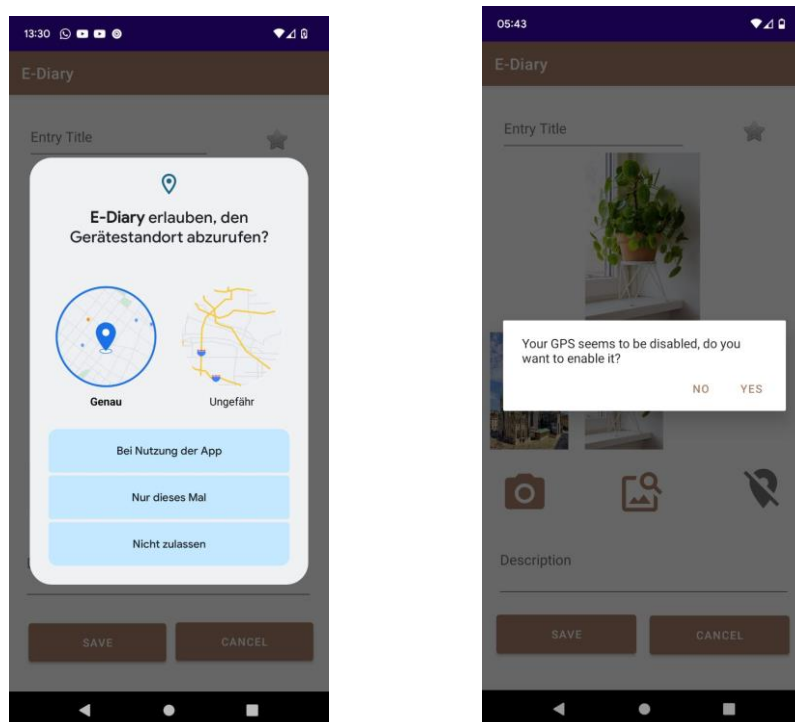 13:30
E-Diary
Entry Title
E-Diary erlauben, den
Gerätestandort abzurufen?
Genau
Ungefähr
Bei Nutzung der App
Nur dieses Mal
Nicht zulassen
SAVE
CANCEL
05:43
E-Diary
Entry Title
Your GPS seems to be disabled, do you
want to enable it?
NO
YES
Description
SAVE
CANCEL